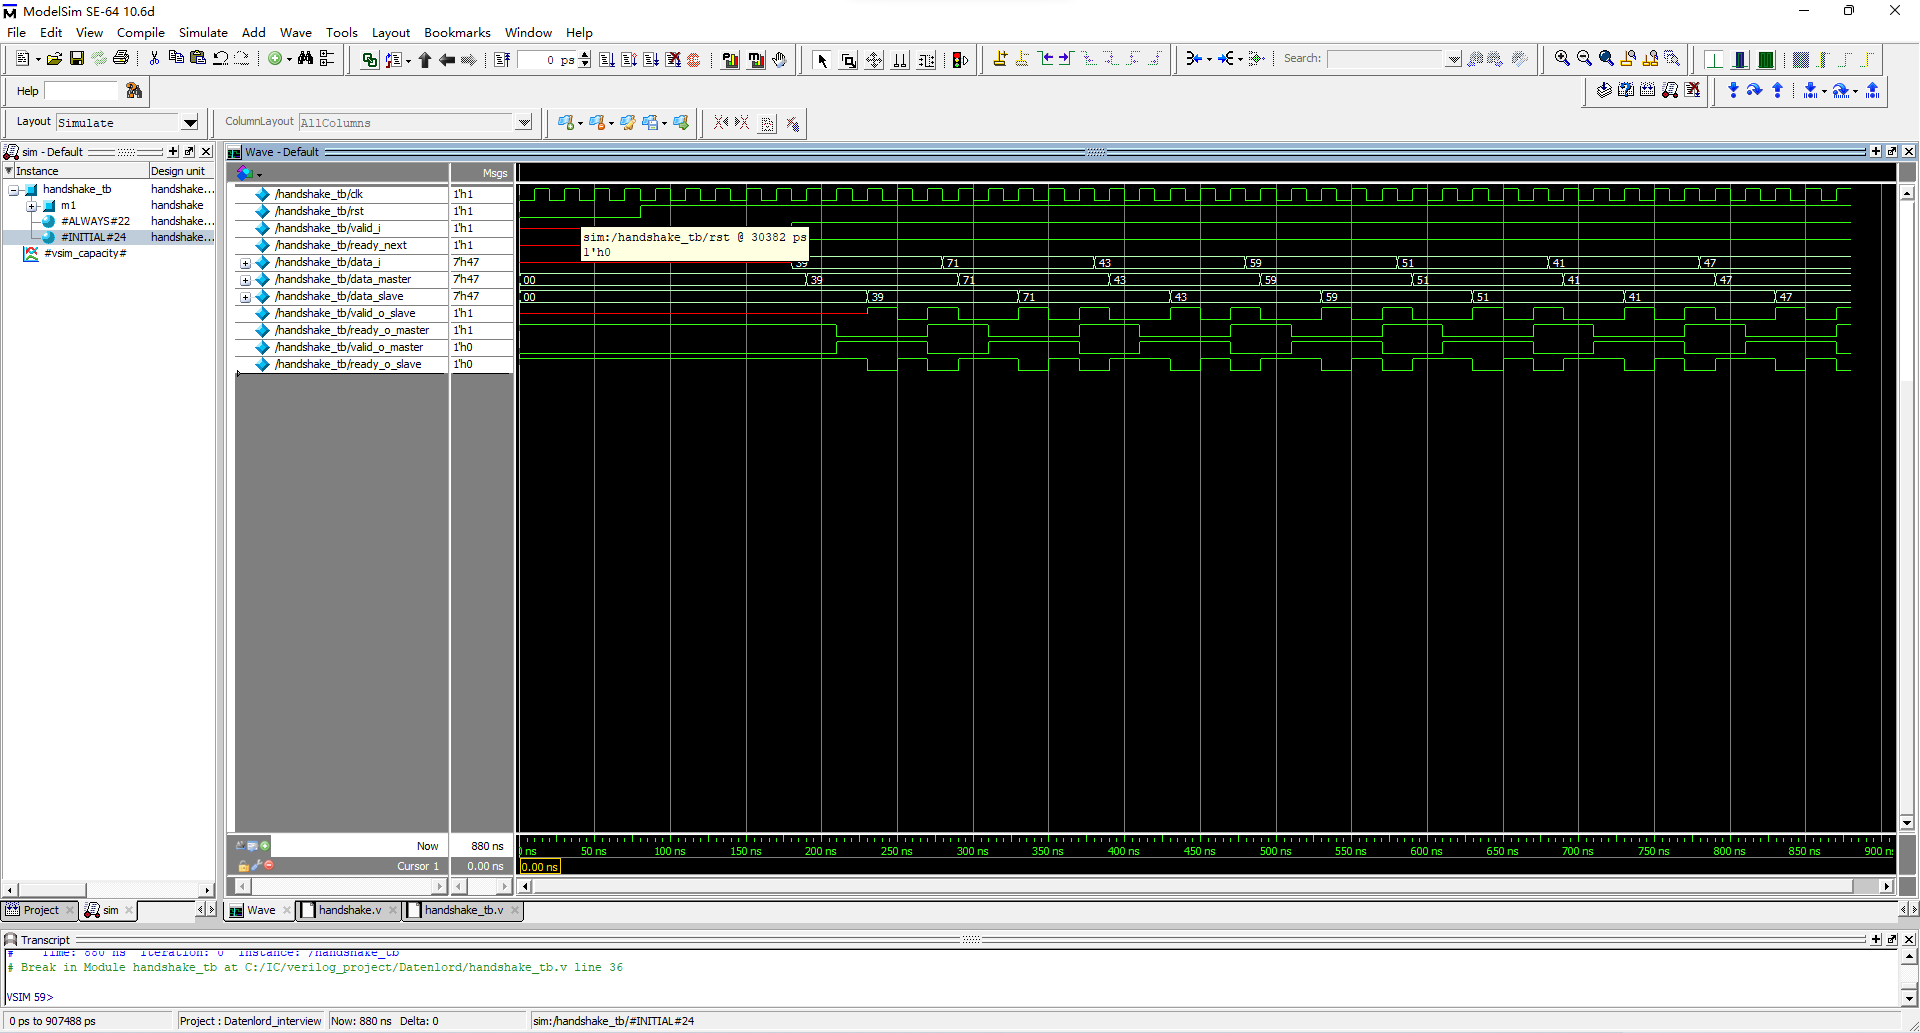 ModelSim SE-64 10.6d
File Edit View Compile Simulate Add Wave Tools Layout Bookmarks Window Help
0 ps
Search:
Help
Layout Simulate
ColumnLayout AllColumns
sim - Default
Instance Design unit
handshake_tb handshake...
m1 handshake
#ALWAYS#22 handshake...
#INITIAL#24 handshake...
#vsim_capacity#
Wave - Default
Msgs
/handshake_tb/clk 1'h1
/handshake_tb/rst 1'h1
/handshake_tb/valid_i 1'h1
/handshake_tb/ready_next 1'h1
/handshake_tb/data_i 7'h47 39 71 43 59 51 41 47
/handshake_tb/data_master 7'h47 00 39 71 43 59 51 41 47
/handshake_tb/data_slave 7'h47 00 39 71 43 59 51 41 47
/handshake_tb/valid_o_slave 1'h1
/handshake_tb/ready_o_master 1'h1
/handshake_tb/valid_o_master 1'h0
/handshake_tb/ready_o_slave 1'h0
sim:/handshake_tb/rst @ 30382 ps
1'h0
Now 880 ns
ns 50 ns 100 ns 150 ns 200 ns 250 ns 300 ns 350 ns 400 ns 450 ns 500 ns 550 ns 600 ns 650 ns 700 ns 750 ns 800 ns 850 ns 900 n
Cursor 1 0.00 ns 0.00 ns
Project sim
Wave handshake.v handshake_tb.v
Transcript
# Time: 880 ns Iteration: 0 Instance: /handshake_tb
# Break in Module handshake_tb at C:/IC/verilog_project/Datenlord/handshake_tb.v line 36
VSIM 59>
0 ps to 907488 ps Project : Datenlord_interview Now: 880 ns Delta: 0 sim:/handshake_tb/#INITIAL#24